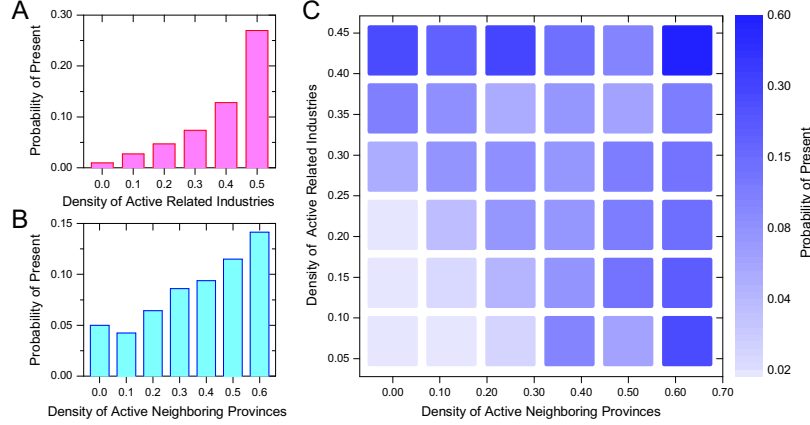 A
0.30
0.20
0.10
0.00
Probability of Present
0.0 0.1 0.2 0.3 0.4 0.5
Density of Active Related Industries
B
0.15
0.10
0.05
0.00
Probability of Present
0.0 0.1 0.2 0.3 0.4 0.5 0.6
Density of Active Neighboring Provinces
C
0.45
0.35
0.30
0.25
0.20
0.15
0.05
Density of Active Related Industries
0.00 0.10 0.20 0.30 0.40 0.50 0.60 0.70
Density of Active Neighboring Provinces
0.60
0.30
0.15
0.08
0.04
0.02
Probability of Present